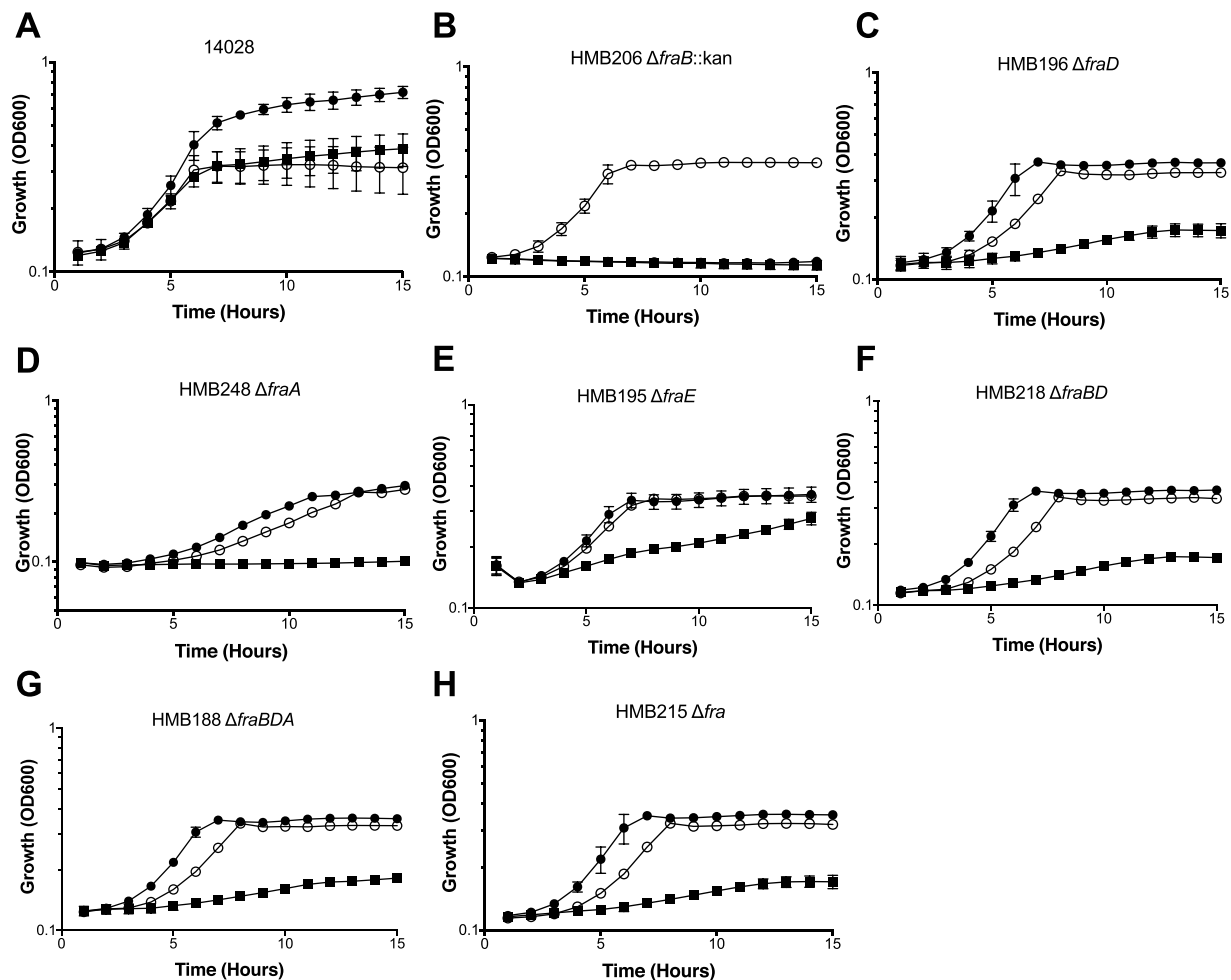 A
14028
1
0.1
Growth (OD600)
0 5 10 15
Time (Hours)
B
HMB206 ΔfraB::kan
1
0.1
Growth (OD600)
0 5 10 15
Time (Hours)
C
HMB196 ΔfraD
1
0.1
Growth (OD600)
0 5 10 15
Time (Hours)
D
HMB248 ΔfraA
1
0.1
Growth (OD600)
0 5 10 15
Time (Hours)
E
HMB195 ΔfraE
1
0.1
Growth (OD600)
0 5 10 15
Time (Hours)
F
HMB218 ΔfraBD
1
0.1
Growth (OD600)
0 5 10 15
Time (Hours)
G
HMB188 ΔfraBDA
1
0.1
Growth (OD600)
0 5 10 15
Time (Hours)
H
HMB215 Δfra
1
0.1
Growth (OD600)
0 5 10 15
Time (Hours)